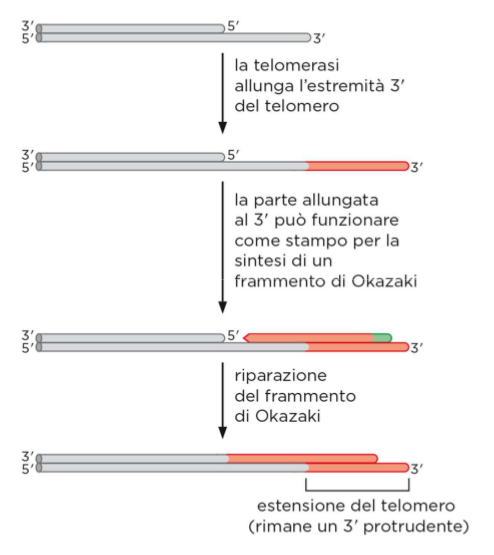 3′ 5′
5′ 3′
la telomerasi
allunga l’estremità 3′
del telomero
3′ 5′
5′ 3′
la parte allungata
al 3′ può funzionare
come stampo per la
sintesi di un
frammento di Okazaki
3′ 5′
5′ 3′
riparazione
del frammento
di Okazaki
3′
5′ 3′
estensione del telomero
(rimane un 3′ protrudente)